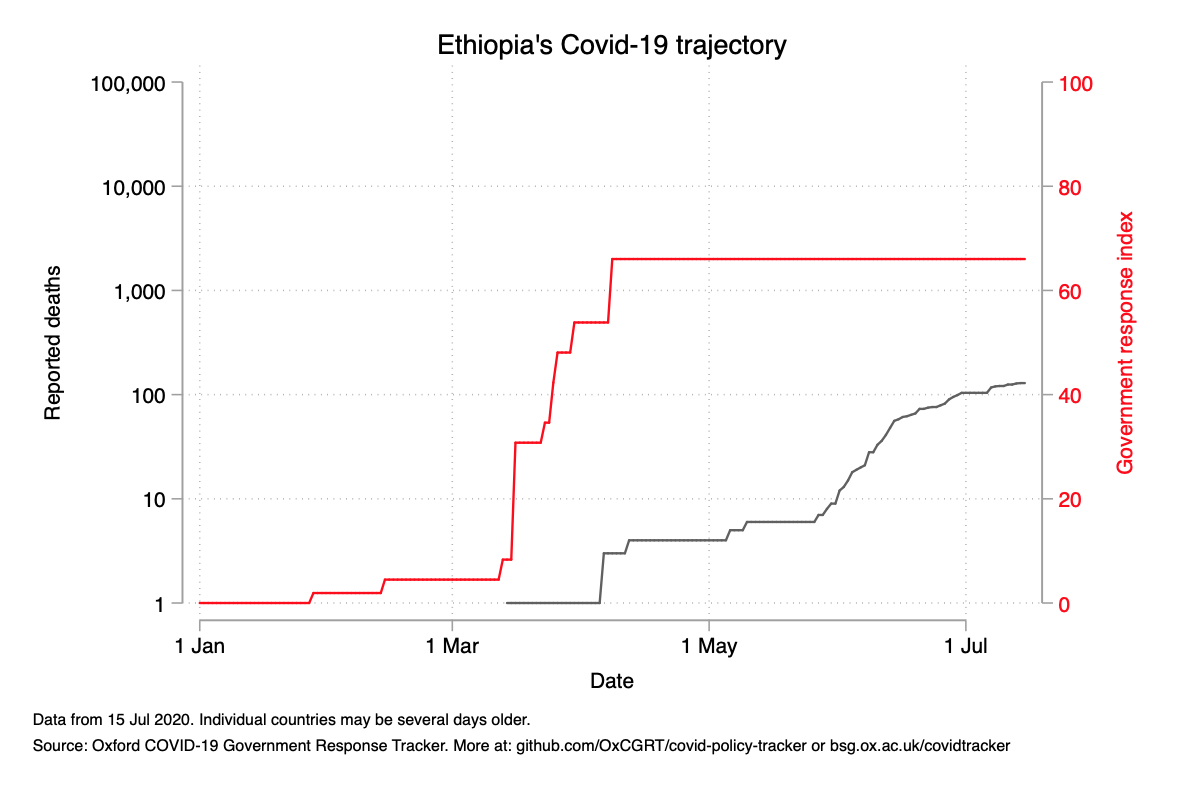 Ethiopia's Covid-19 trajectory
100,000
10,000
1,000
100
10
1
Reported deaths
100
80
60
40
20
0
Government response index
1 Jan
1 Mar
1 May
1 Jul
Date
Data from 15 Jul 2020. Individual countries may be several days older.
Source: Oxford COVID-19 Government Response Tracker. More at: github.com/OxCGRT/covid-policy-tracker or bsg.ox.ac.uk/covidtracker